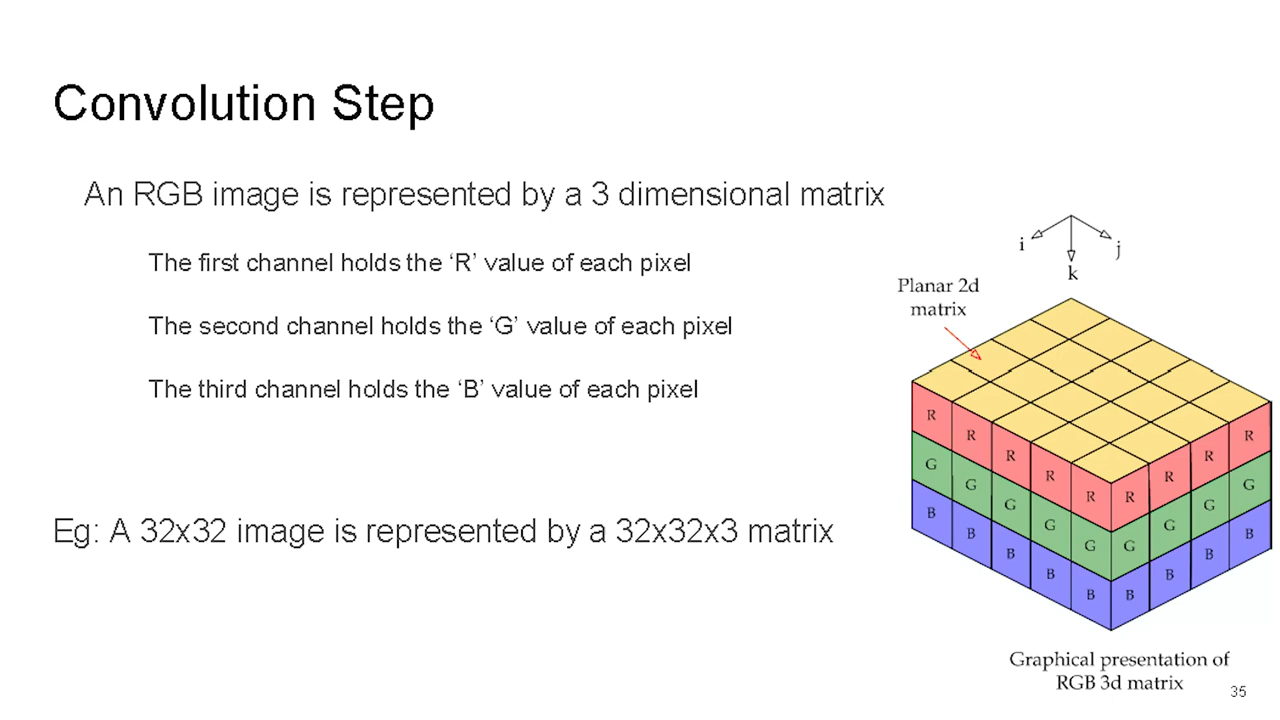 Convolution Step
An RGB image is represented by a 3 dimensional matrix
The first channel holds the ‘R’ value of each pixel
The second channel holds the ‘G’ value of each pixel
The third channel holds the ‘B’ value of each pixel
Eg: A 32x32 image is represented by a 32x32x3 matrix
i
j
k
Planar 2d
matrix
R R R R R R R R R
G G G G G G G G G
B B B B B B B B B
Graphical presentation of
RGB 3d matrix
35